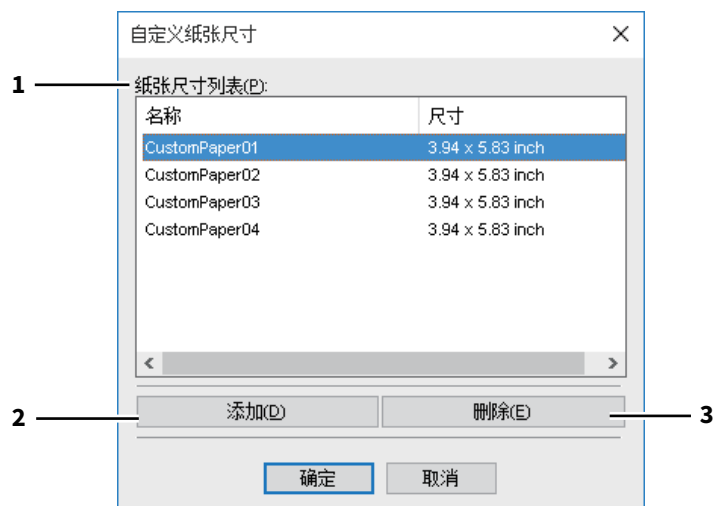 自定义纸张尺寸
1
纸张尺寸列表(P):
名称 尺寸
CustomPaper01 3.94 x 5.83 inch
CustomPaper02 3.94 x 5.83 inch
CustomPaper03 3.94 x 5.83 inch
CustomPaper04 3.94 x 5.83 inch
2 添加(D) 删除(E) 3
确定 取消